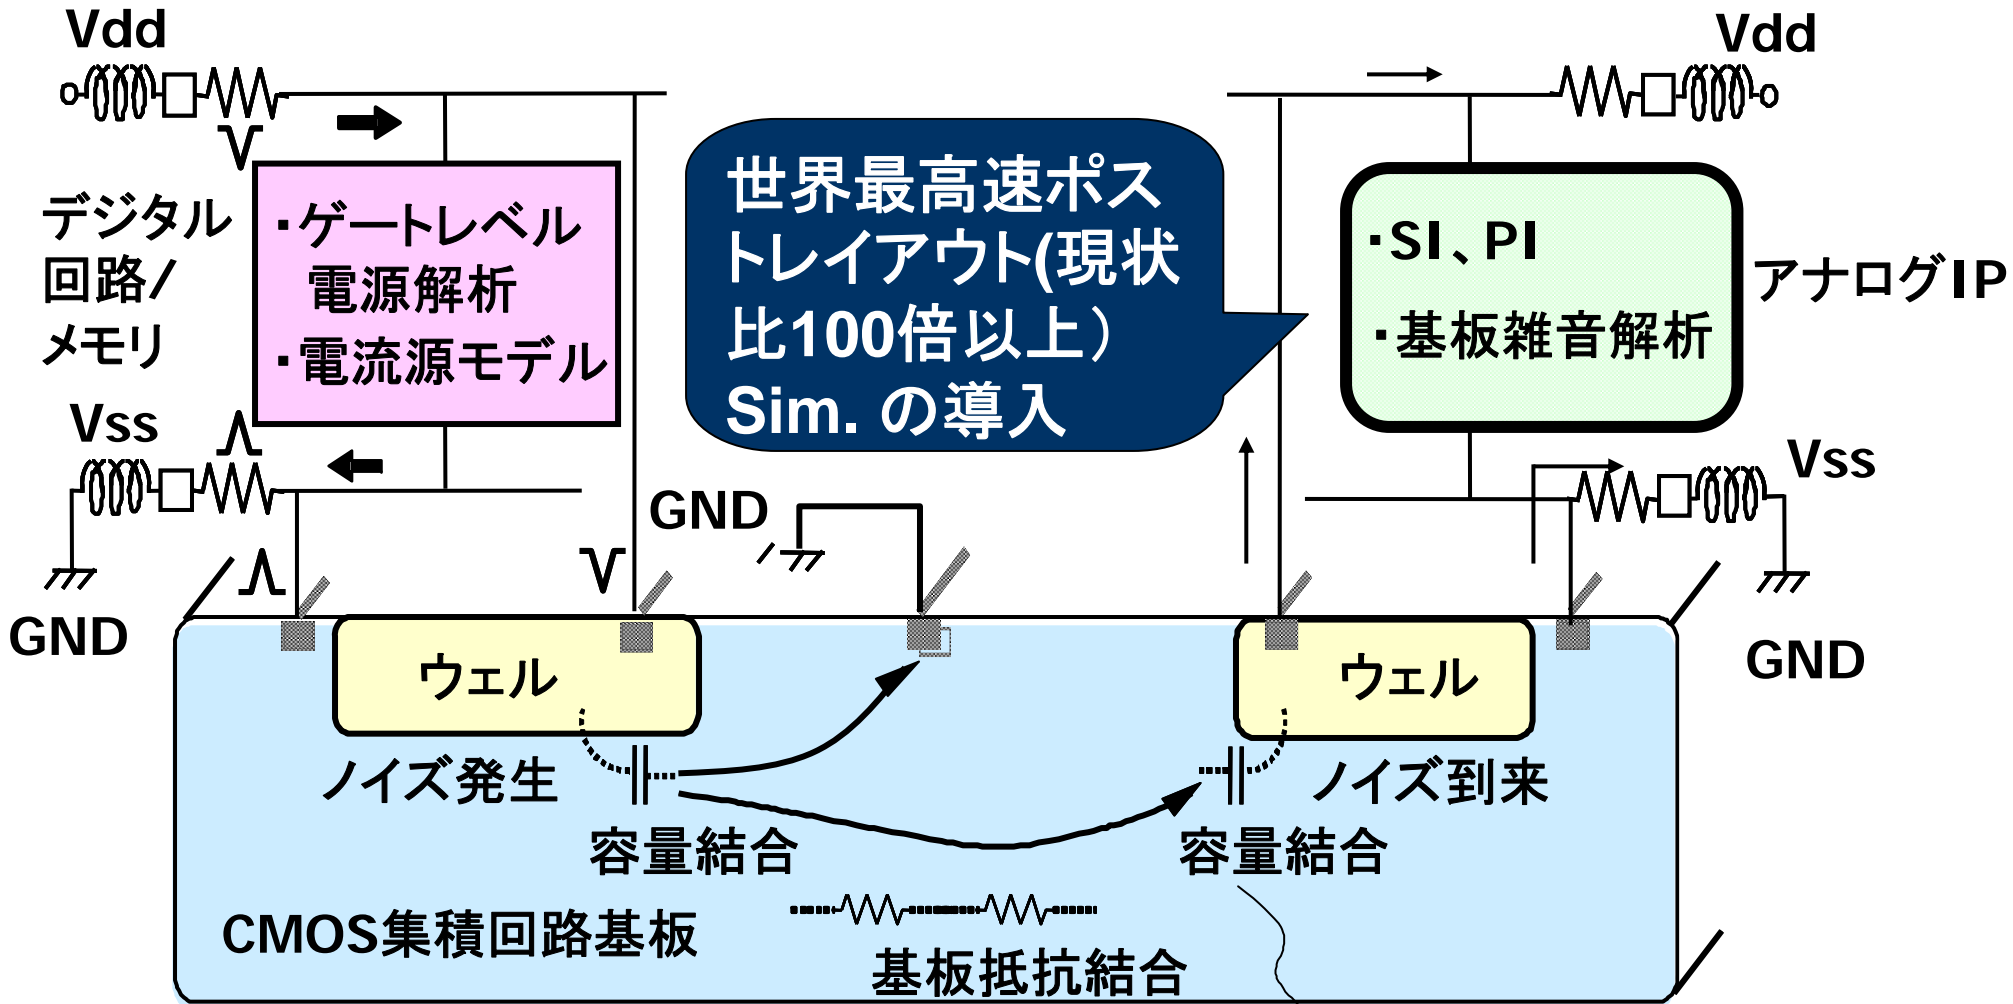 Vdd
Vdd
デジタル
回路/
メモリ
・ゲートレベル
電源解析
・電流源モデル
世界最高速ポス
トレイアウト(現状
比100倍以上）
Sim. の導入
・SI、PI
・基板雑音解析
アナログIP
Vss
Vss
GND
GND
GND
ウェル
ウェル
ノイズ発生
ノイズ到来
容量結合
容量結合
CMOS集積回路基板
基板抵抗結合